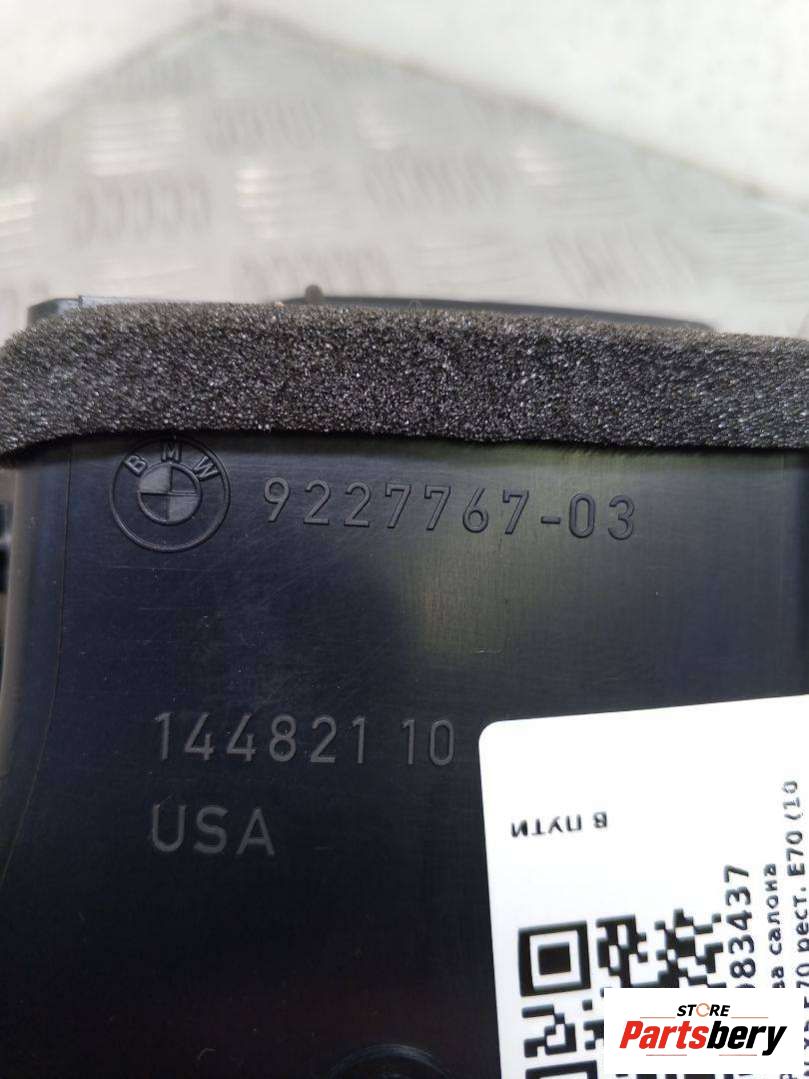 BMW
9227767-03
144821 10
USA
В ПУТИ
83437
салона
E70 рест. E70 (10
STORE
Partsbery